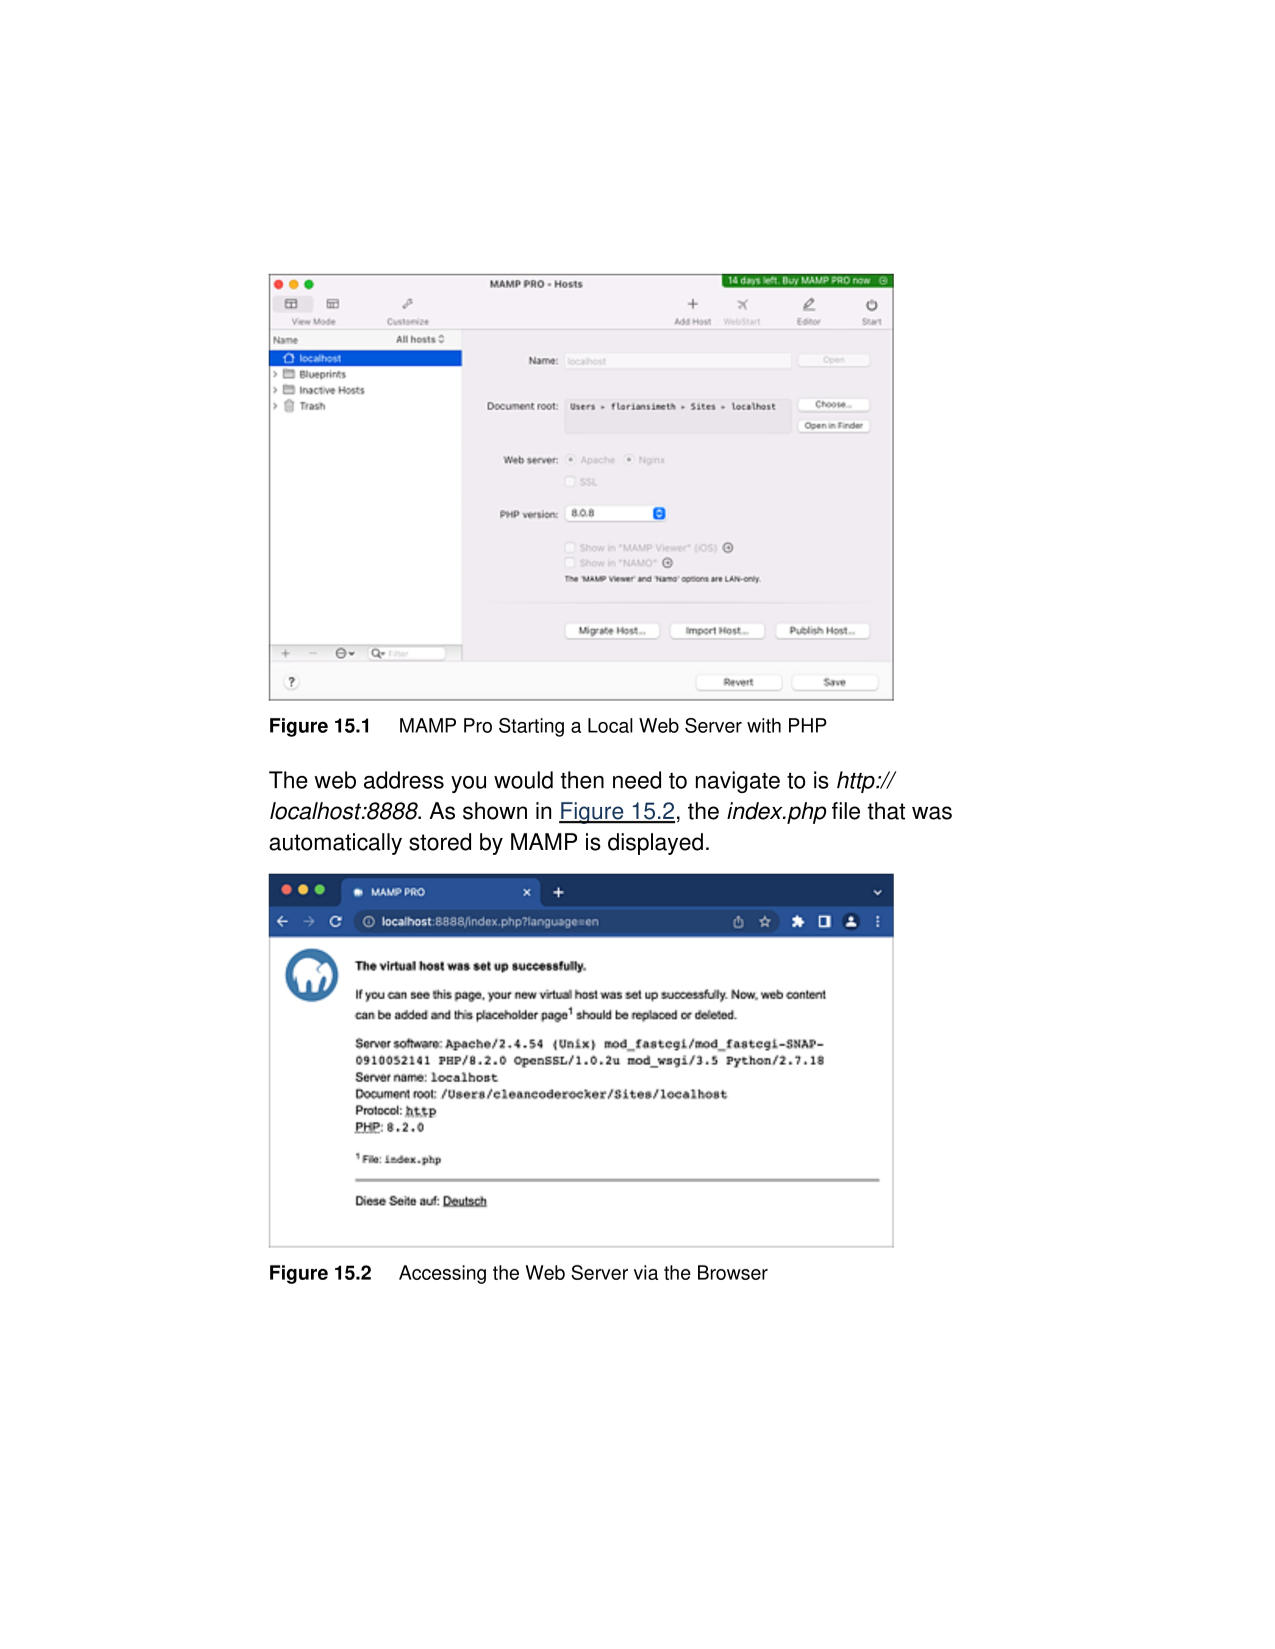 MAMP PRO - Hosts
14 days left. Buy MAMP PRO now
View Mode
Customize
Add Host
WebStart
Editor
Start
Name
All hosts
localhost
Blueprints
Inactive Hosts
Trash
Filter
Name: localhost
Open
Document root: Users ▸ floriansimeth ▸ Sites ▸ localhost
Choose...
Open in Finder
Web server: Apache Nginx
SSL
PHP version: 8.0.8
Show in "MAMP Viewer" (iOS)
Show in "NAMO"
The 'MAMP Viewer' and 'Namo' options are LAN-only.
Migrate Host...
Import Host...
Publish Host...
?
Revert
Save
Figure 15.1 MAMP Pro Starting a Local Web Server with PHP
The web address you would then need to navigate to is http://
localhost:8888. As shown in Figure 15.2, the index.php file that was
automatically stored by MAMP is displayed.
MAMP PRO
localhost:8888/index.php?language=en
The virtual host was set up successfully.
If you can see this page, your new virtual host was set up successfully. Now, web content
can be added and this placeholder page1 should be replaced or deleted.
Server software: Apache/2.4.54 (Unix) mod_fastcgi/mod_fastcgi-SNAP-
0910052141 PHP/8.2.0 OpenSSL/1.0.2u mod_wsgi/3.5 Python/2.7.18
Server name: localhost
Document root: /Users/cleancoderocker/Sites/localhost
Protocol: http
PHP: 8.2.0
1 File: index.php
Diese Seite auf: Deutsch
Figure 15.2 Accessing the Web Server via the Browser